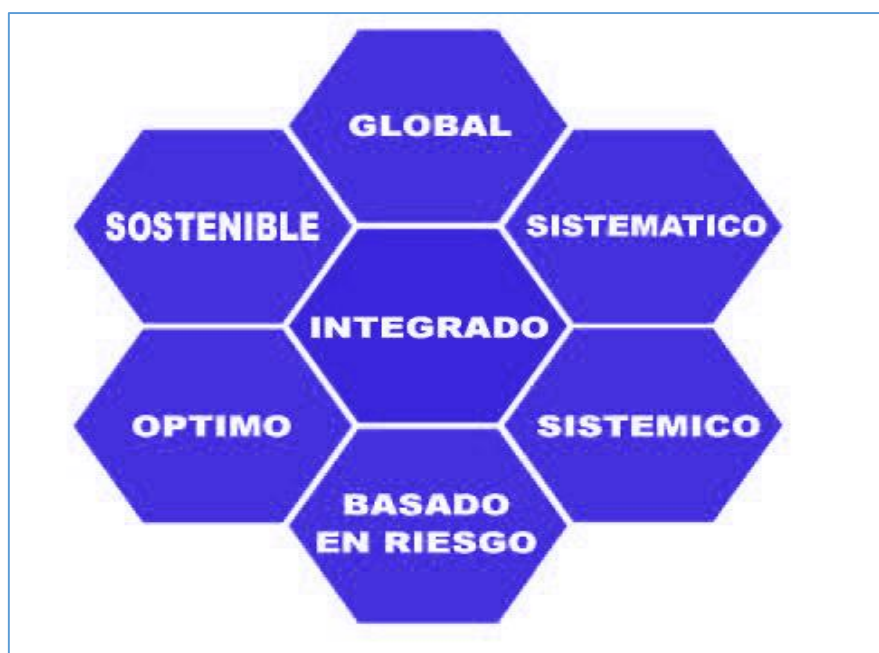 GLOBAL
SOSTENIBLE
SISTEMATICO
INTEGRADO
OPTIMO
SISTEMICO
BASADO
EN RIESGO